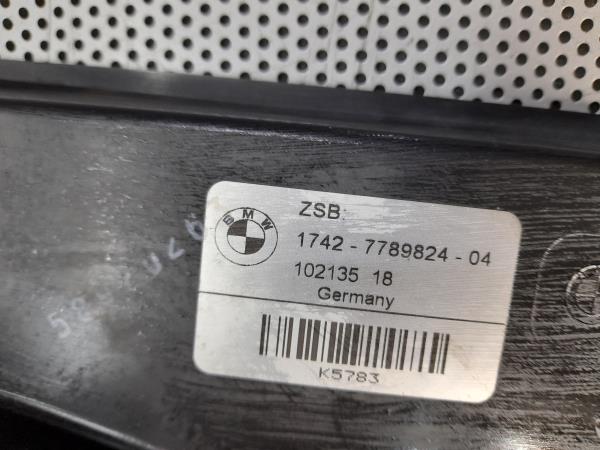 BMW
ZSB:
1742 - 7789824 - 04
102135 18
Germany
K5783